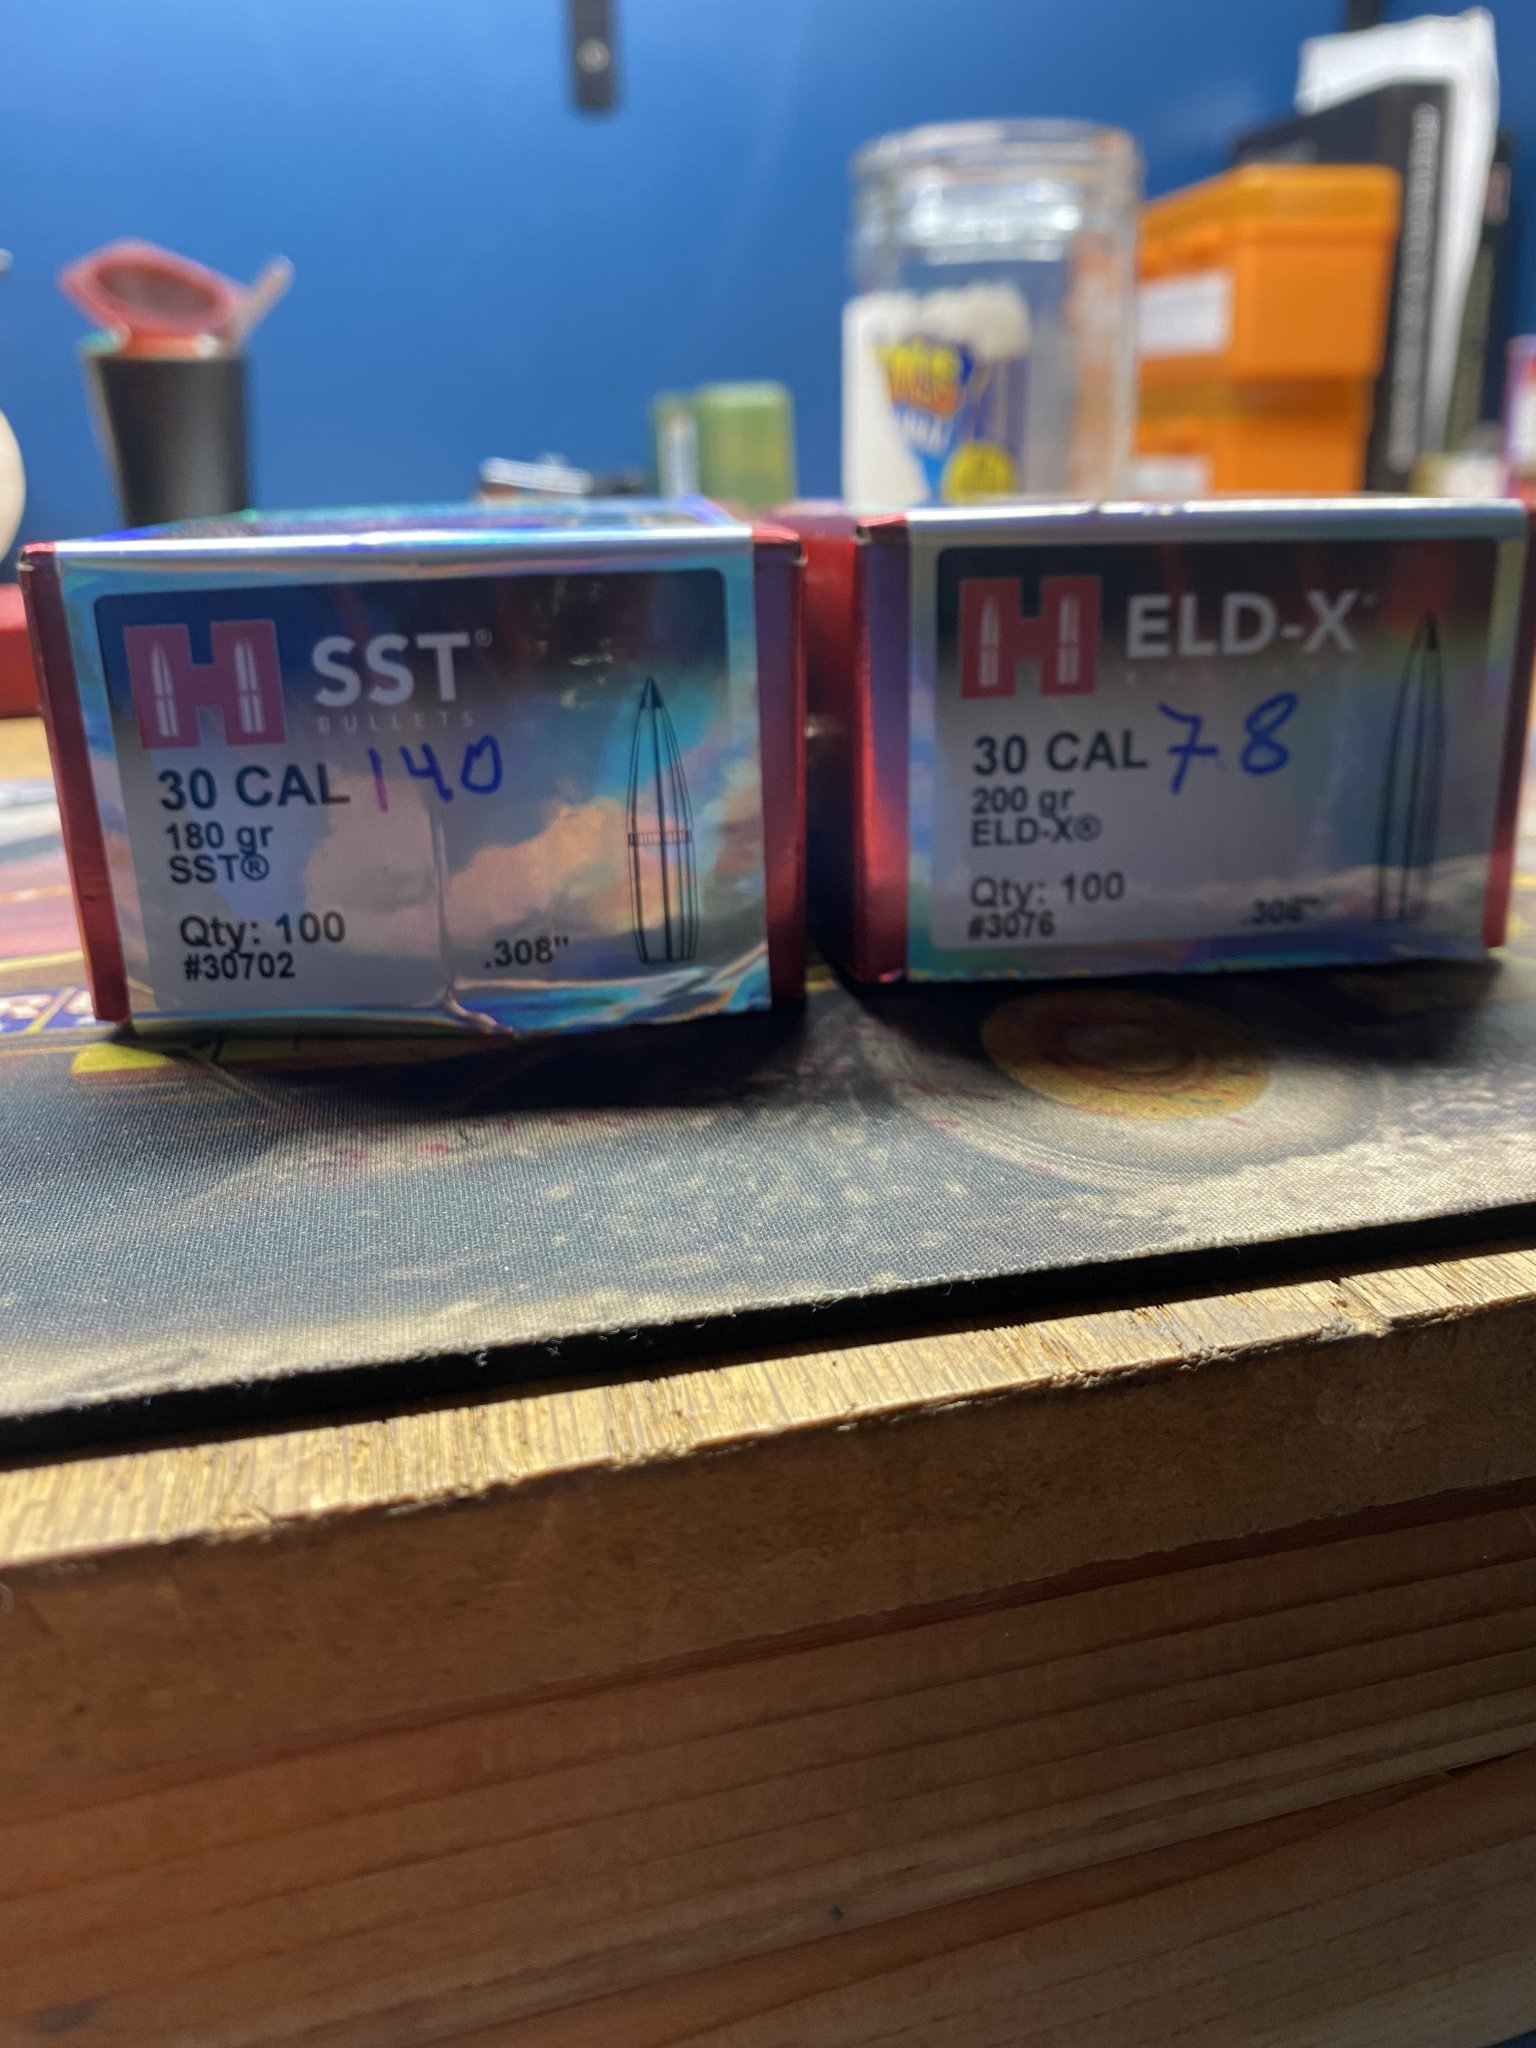 SST®
BULLETS
30 CAL 140
180 gr
SST®
Qty: 100
#30702
.308"
ELD-X®
30 CAL 78
200 gr
ELD-X®
Qty: 100
#3076
.308"